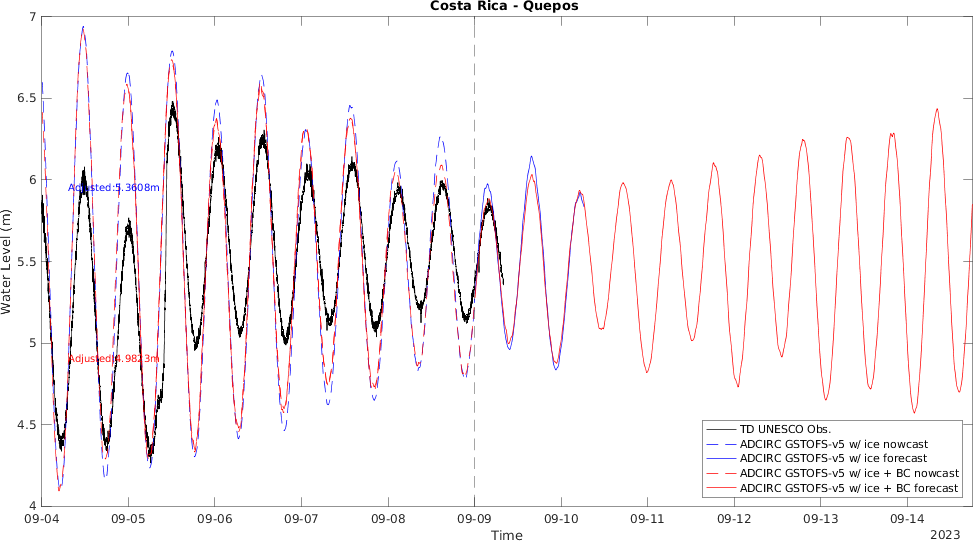 Costa Rica - Quepos
7
6.5
6
5.5
5
4.5
4
Water Level (m)
Adjusted:5.3608m
Adjusted:4.9823m
TD UNESCO Obs.
ADCIRC GSTOFS-v5 w/ ice nowcast
ADCIRC GSTOFS-v5 w/ ice forecast
ADCIRC GSTOFS-v5 w/ ice + BC nowcast
ADCIRC GSTOFS-v5 w/ ice + BC forecast
09-04 09-05 09-06 09-07 09-08 09-09 09-10 09-11 09-12 09-13 09-14
Time
2023